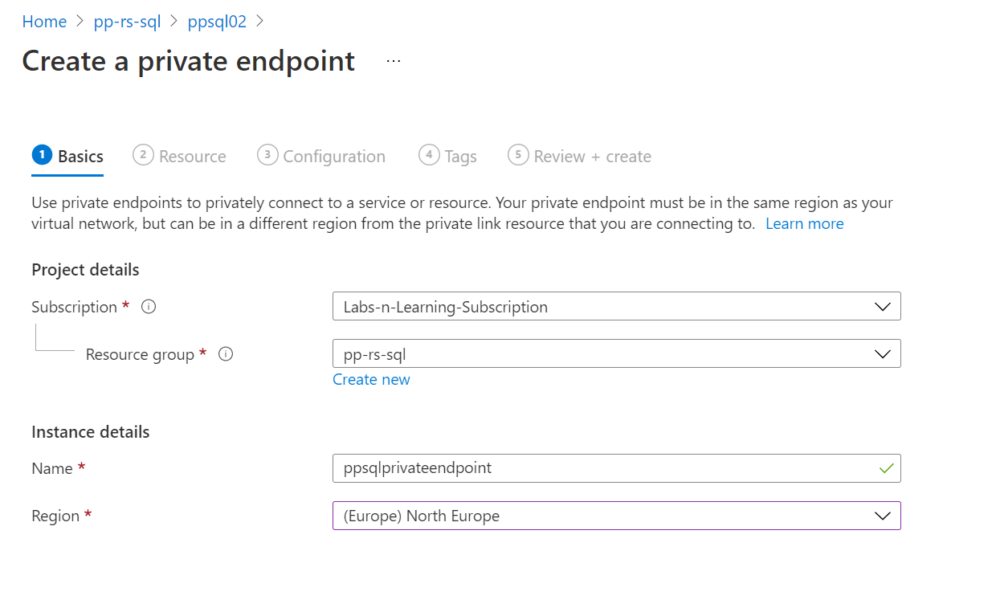 Home > pp-rs-sql > ppsql02 >
Create a private endpoint ...
1 Basics 2 Resource 3 Configuration 4 Tags 5 Review + create
Use private endpoints to privately connect to a service or resource. Your private endpoint must be in the same region as your
virtual network, but can be in a different region from the private link resource that you are connecting to. Learn more
Project details
Subscription * Labs-n-Learning-Subscription
Resource group * pp-rs-sql
Create new
Instance details
Name * ppsqlprivateendpoint
Region * (Europe) North Europe